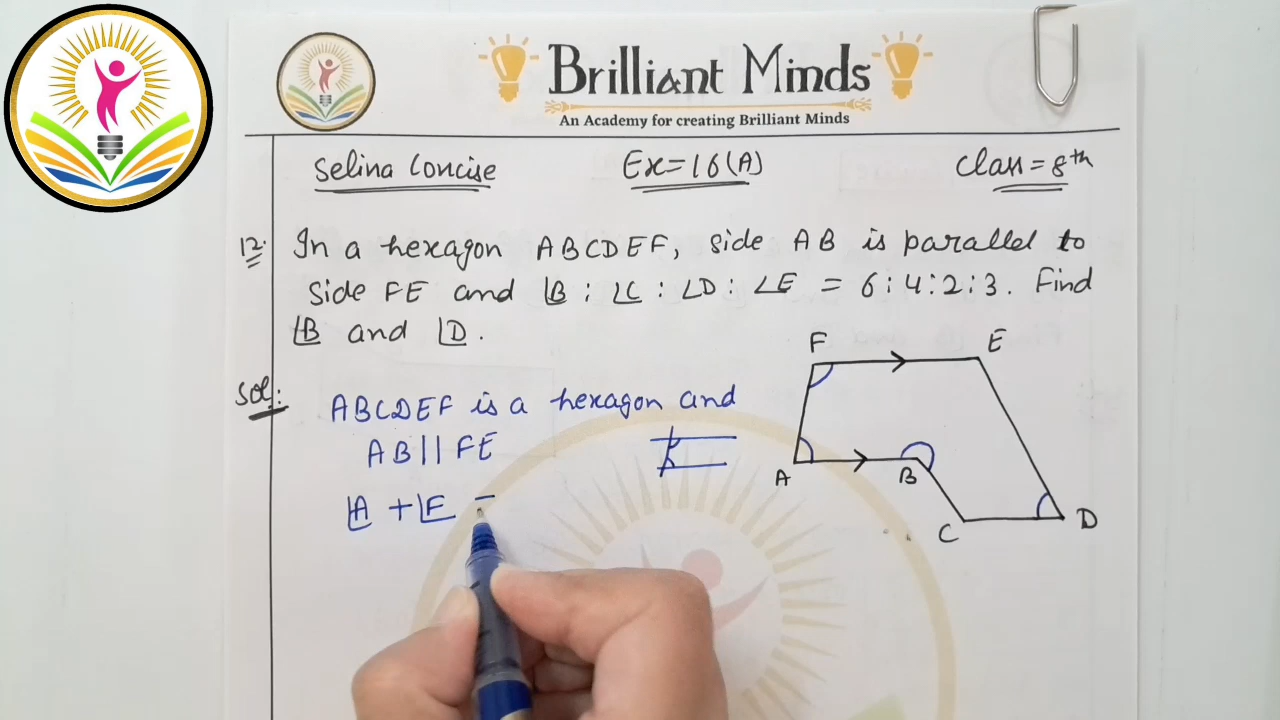 Brilliant Minds
An Academy for creating Brilliant Minds
Selina Concise Ex=16(A) Class=8th
12. In a hexagon ABCDEF, side AB is parallel to
side FE and ∠B : ∠C : ∠D : ∠E = 6:4:2:3. Find
∠B and ∠D.
Sol:
ABCDEF is a hexagon and
AB || FE
∠A + ∠F
F E
A B
C D